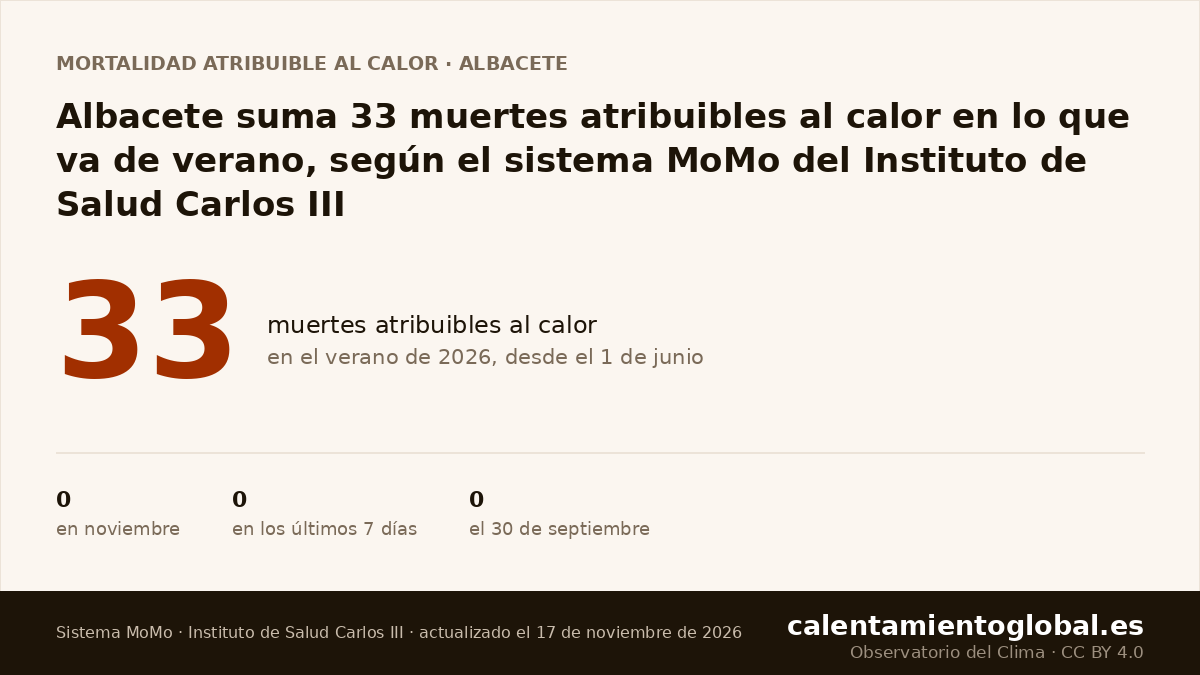 MORTALIDAD ATRIBUIBLE AL CALOR · ALBACETE
Albacete suma 33 muertes atribuibles al calor en lo que
va de verano, según el sistema MoMo del Instituto de
Salud Carlos III
33
muertes atribuibles al calor
en el verano de 2026, desde el 1 de junio
0
en noviembre
0
en los últimos 7 días
0
el 30 de septiembre
Sistema MoMo · Instituto de Salud Carlos III · actualizado el 17 de noviembre de 2026
calentamientoglobal.es
Observatorio del Clima · CC BY 4.0